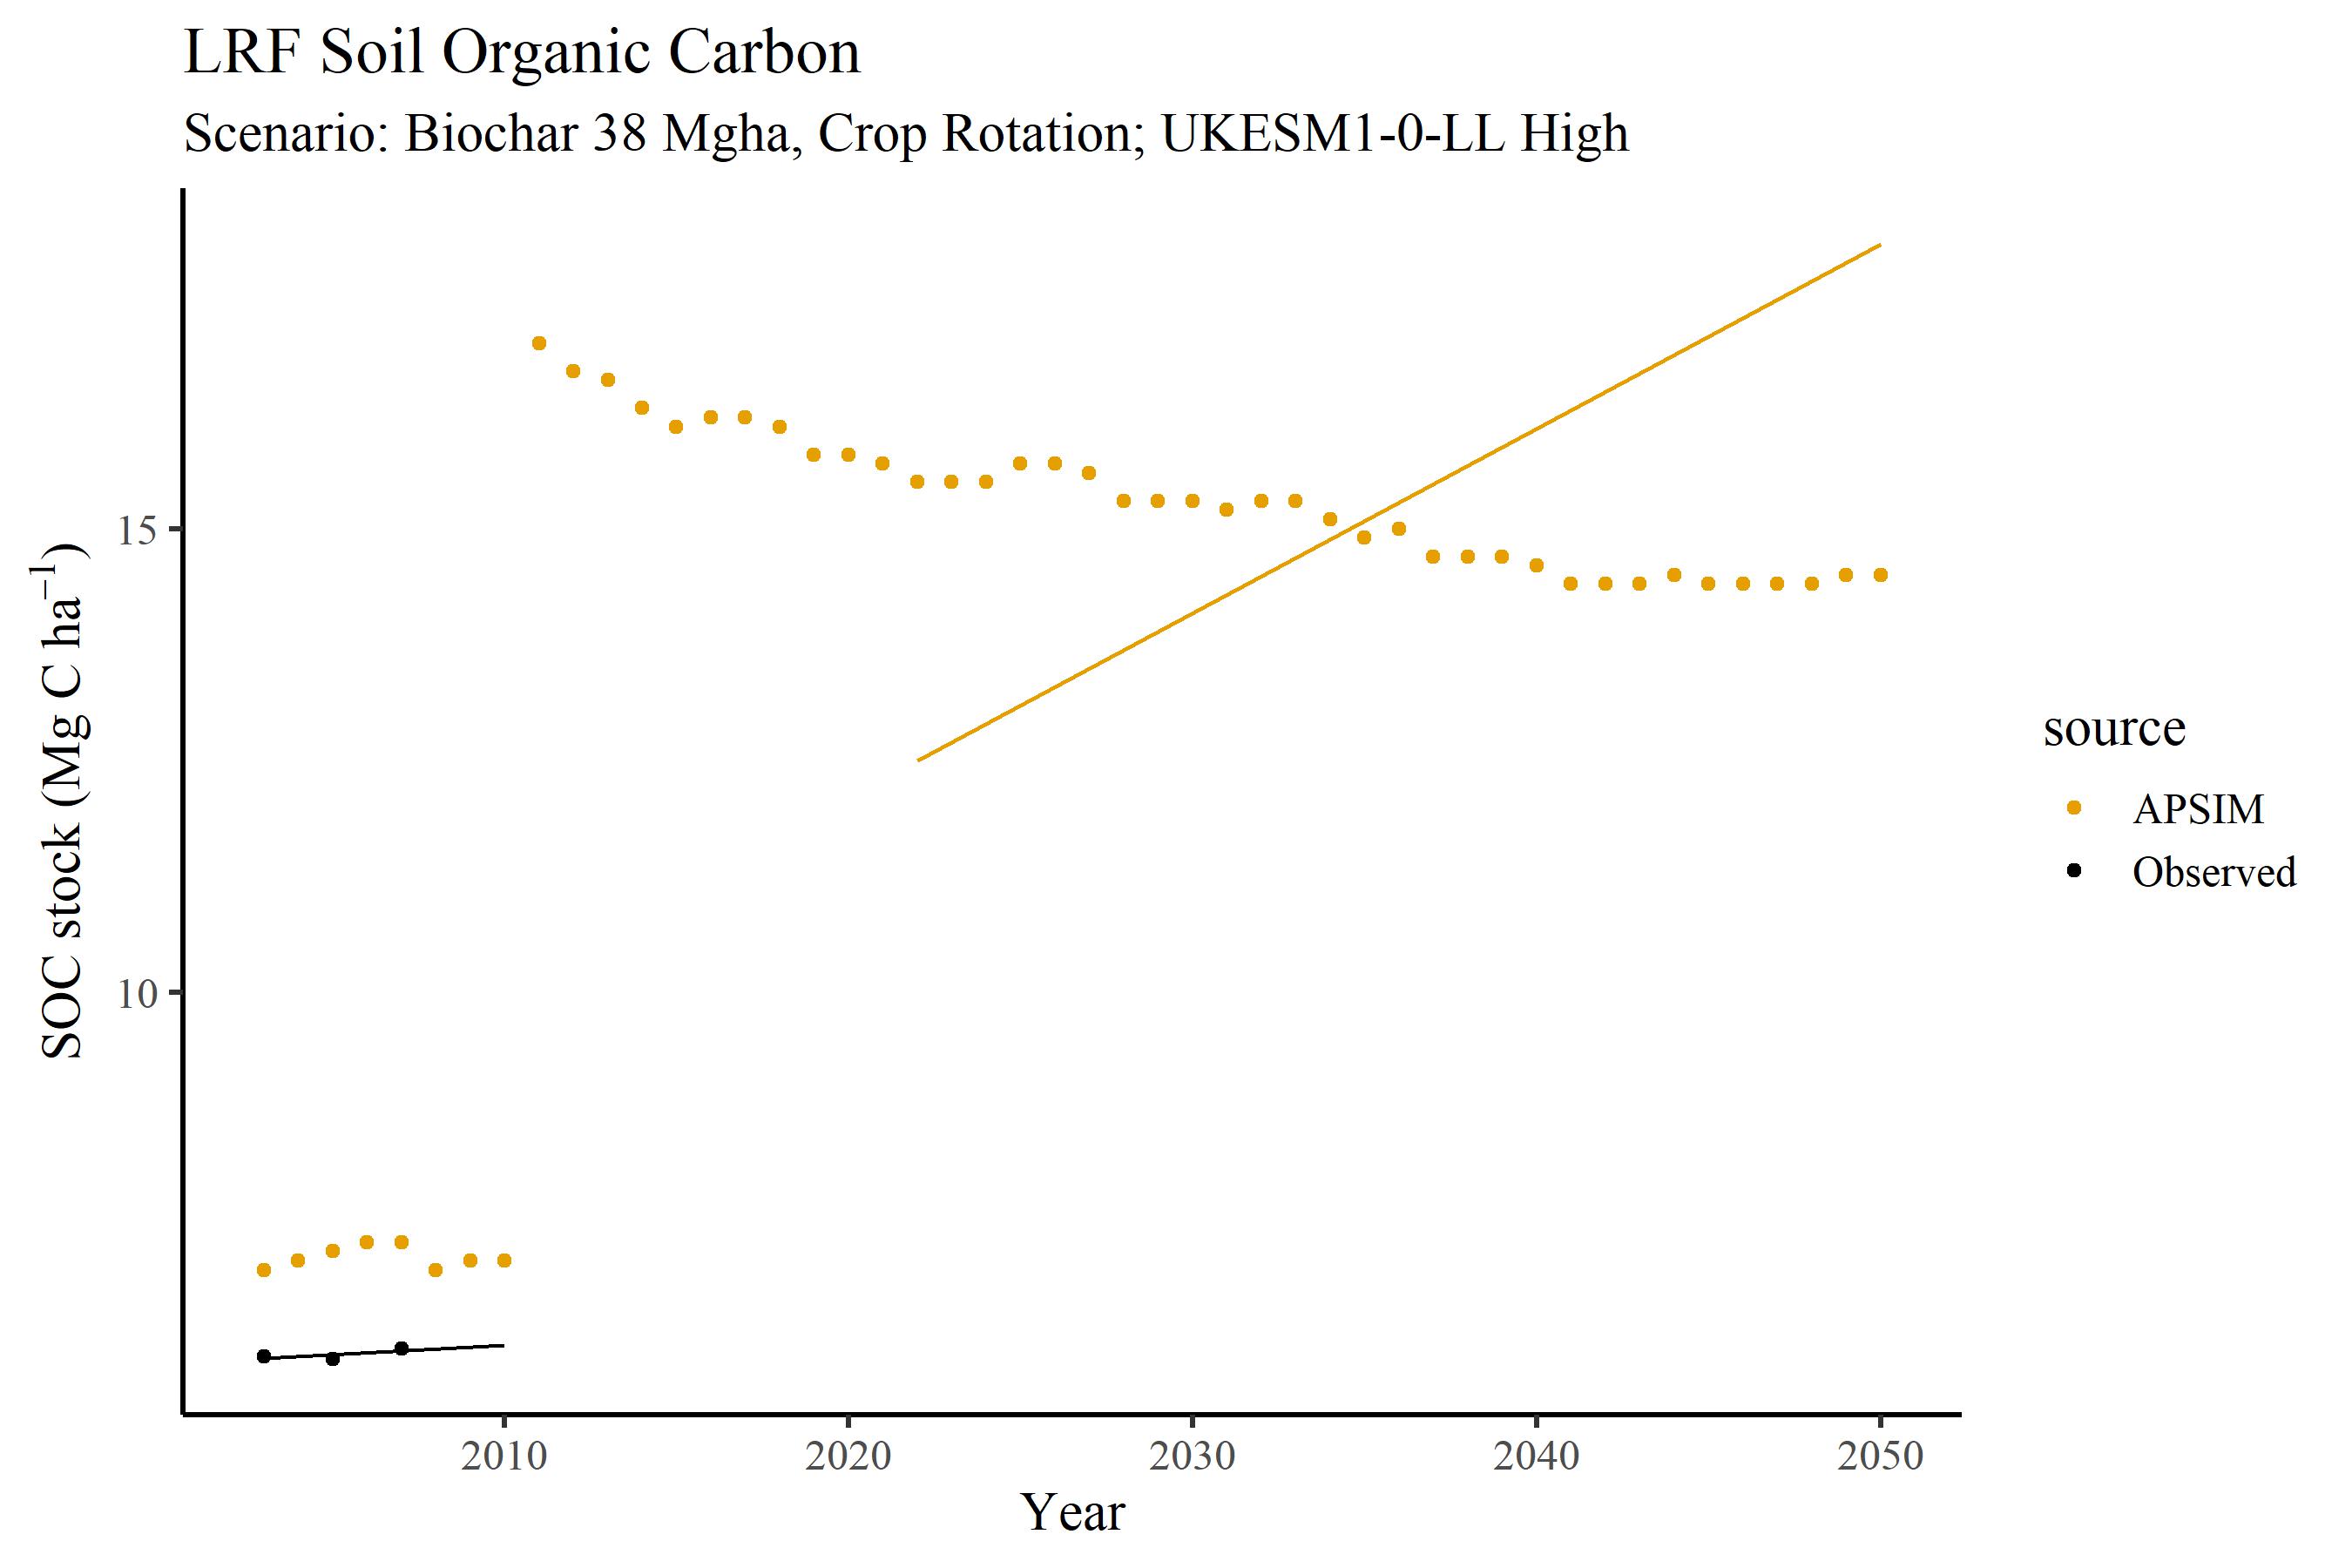 LRF Soil Organic Carbon
Scenario: Biochar 38 Mgha, Crop Rotation; UKESM1-0-LL High
SOC stock (Mg C ha⁻¹)
15
10
2010 2020 2030 2040 2050
Year
source
APSIM
Observed